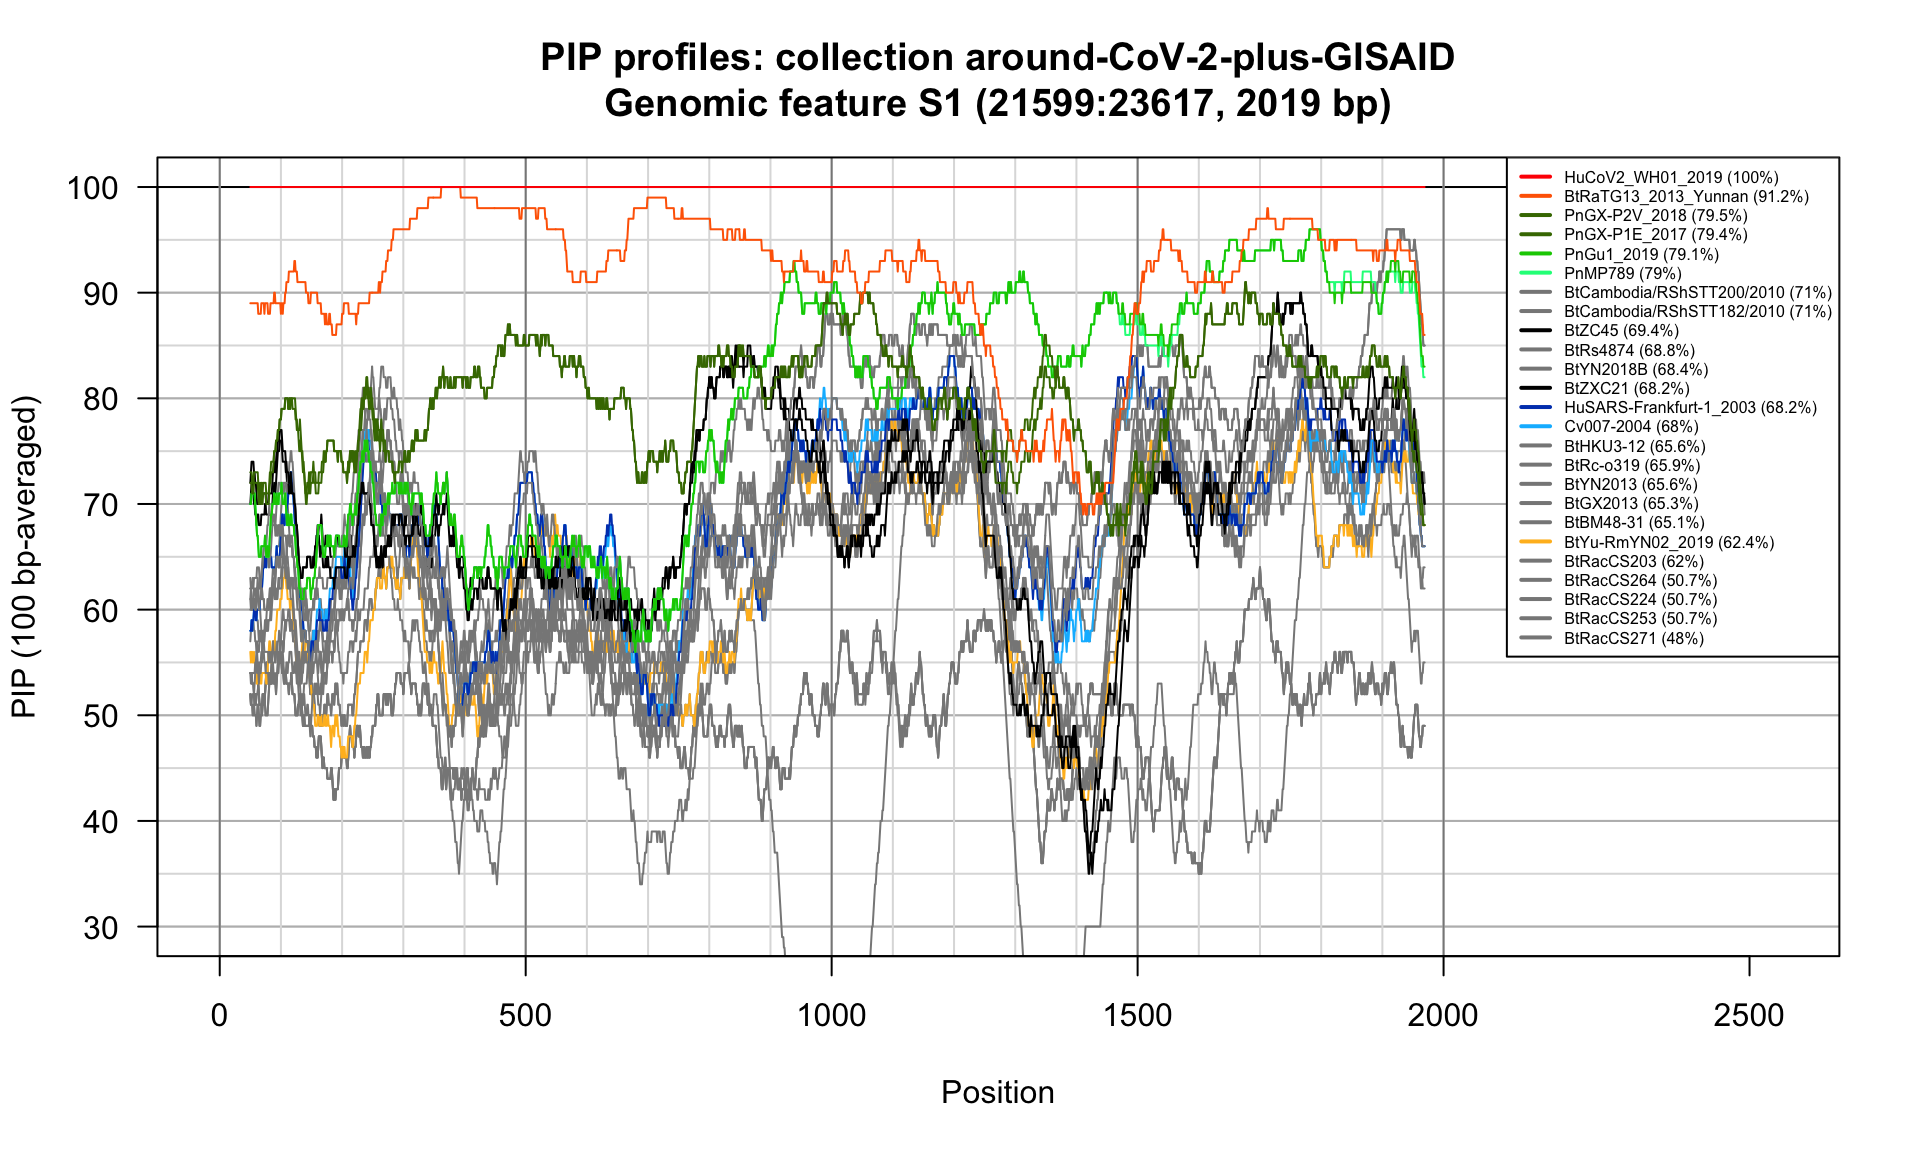 PIP profiles: collection around-CoV-2-plus-GISAID
Genomic feature S1 (21599:23617, 2019 bp)
PIP (100 bp-averaged)
100
90
80
70
60
50
40
30
0
500
1000
1500
2000
2500
Position
HuCoV2_WH01_2019 (100%)
BtRaTG13_2013_Yunnan (91.2%)
PnGX-P2V_2018 (79.5%)
PnGX-P1E_2017 (79.4%)
PnGu1_2019 (79.1%)
PnMP789 (79%)
BtCambodia/RShSTT200/2010 (71%)
BtCambodia/RShSTT182/2010 (71%)
BtZC45 (69.4%)
BtRs4874 (68.8%)
BtYN2018B (68.4%)
BtZXC21 (68.2%)
HuSARS-Frankfurt-1_2003 (68.2%)
Cv007-2004 (68%)
BtHKU3-12 (65.6%)
BtRc-o319 (65.9%)
BtYN2013 (65.6%)
BtGX2013 (65.3%)
BtBM48-31 (65.1%)
BtYu-RmYN02_2019 (62.4%)
BtRacCS203 (62%)
BtRacCS264 (50.7%)
BtRacCS224 (50.7%)
BtRacCS253 (50.7%)
BtRacCS271 (48%)